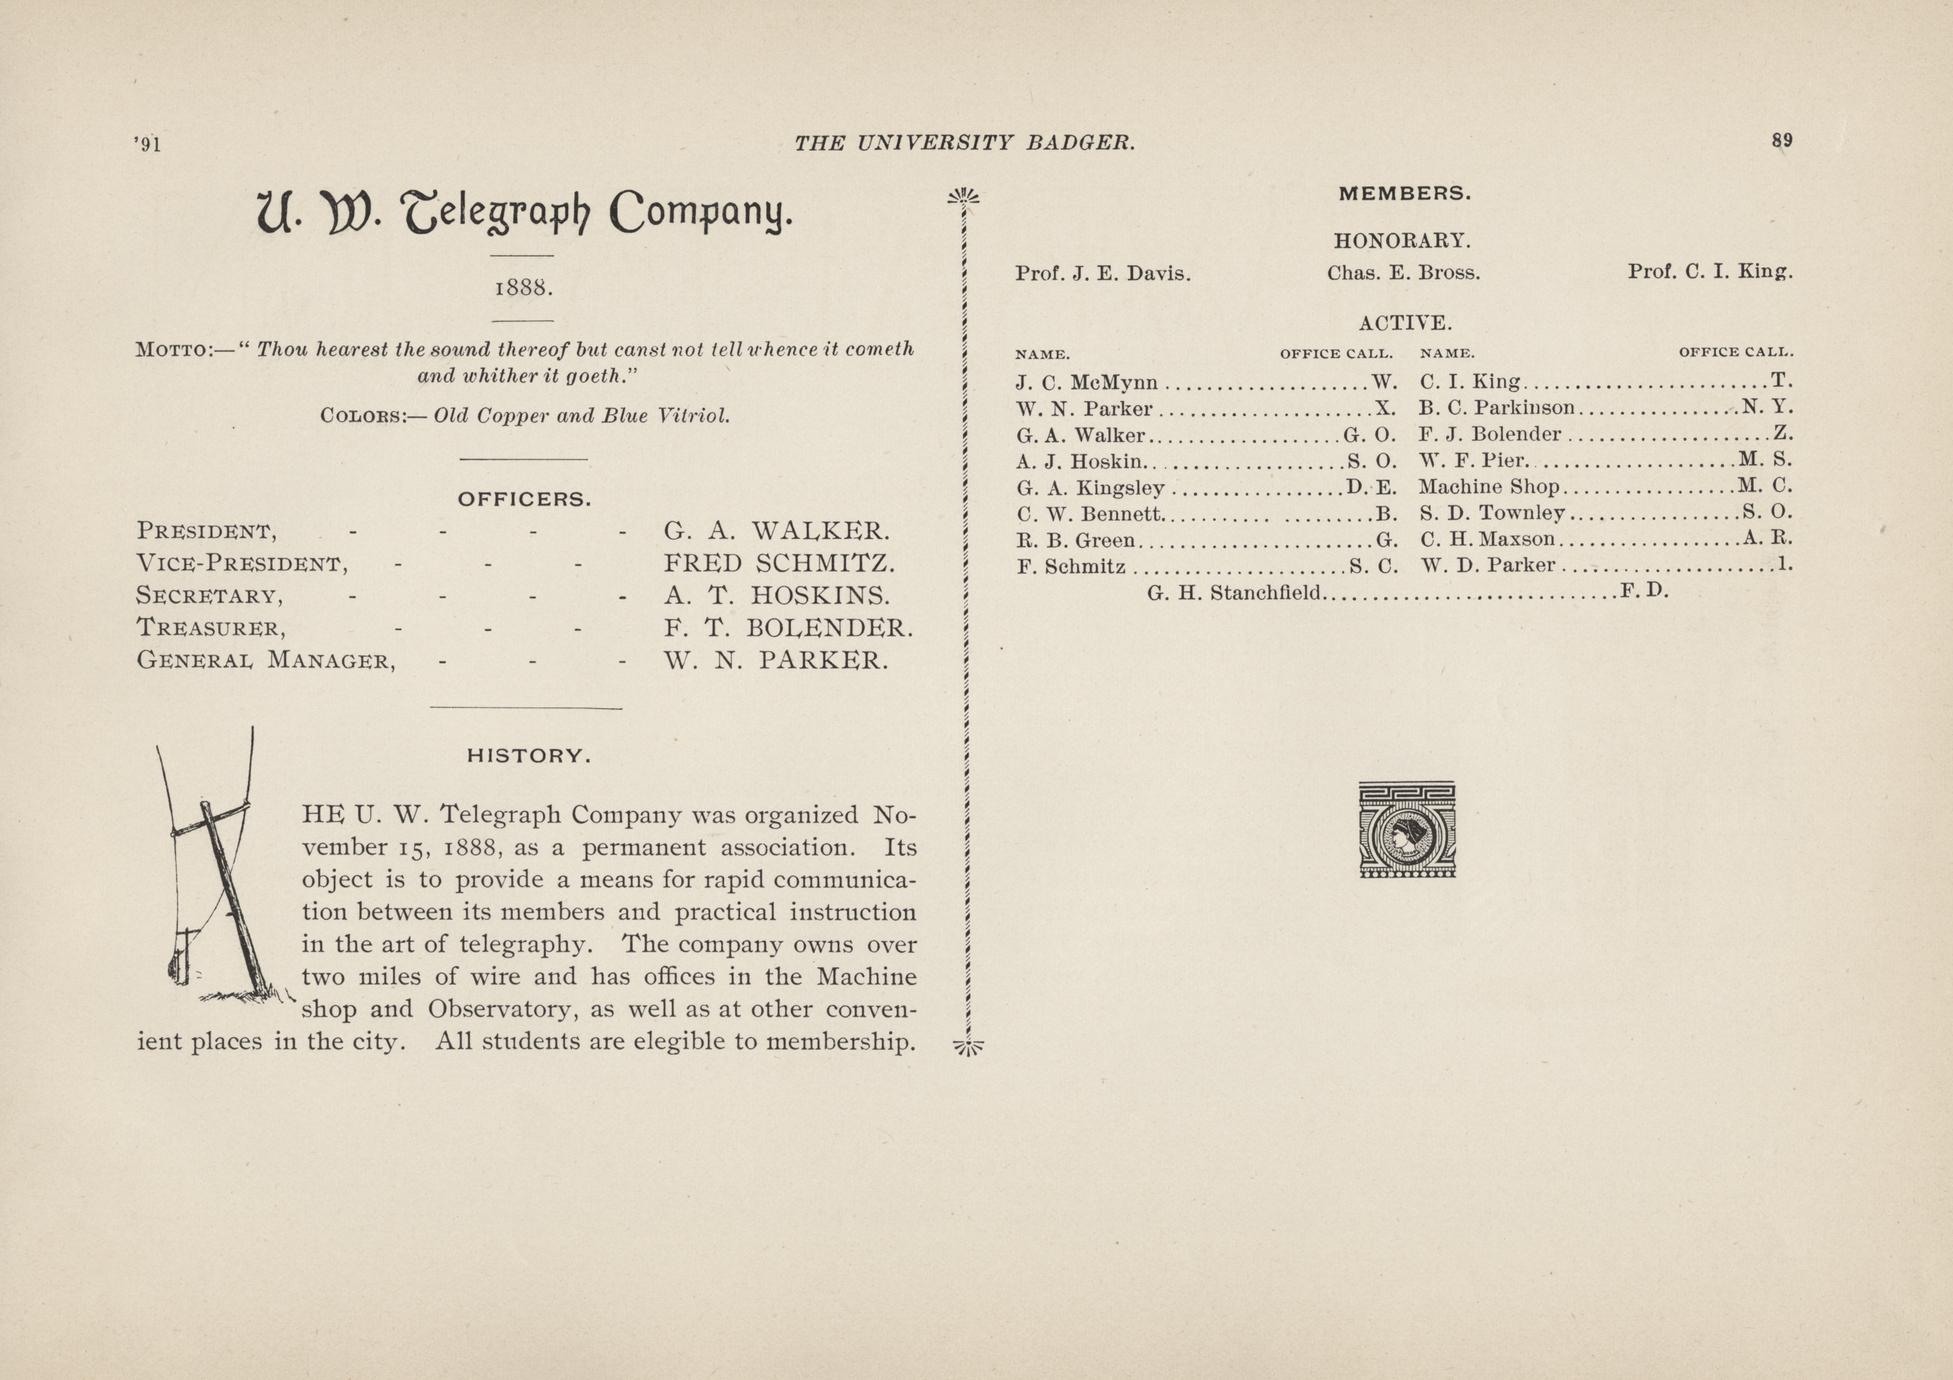 '91
THE UNIVERSITY BADGER.
89
U. W. Telegraph Company.
1888.
MOTTO:—“ Thou hearest the sound thereof but canst not tell whence it cometh
and whither it goeth.”
COLORS:— Old Copper and Blue Vitriol.
OFFICERS.
PRESIDENT, - - - - G. A. WALKER.
VICE-PRESIDENT, - - - FRED SCHMITZ.
SECRETARY, - - - - A. T. HOSKINS.
TREASURER, - - - F. T. BOLENDER.
GENERAL MANAGER, - - - W. N. PARKER.
HISTORY.
HE U. W. Telegraph Company was organized No-
vember 15, 1888, as a permanent association. Its
object is to provide a means for rapid communica-
tion between its members and practical instruction
in the art of telegraphy. The company owns over
two miles of wire and has offices in the Machine
shop and Observatory, as well as at other conven-
ient places in the city. All students are elegible to membership.
MEMBERS.
HONORARY.
Prof. J. E. Davis. Chas. E. Bross. Prof. C. I. King.
ACTIVE.
NAME. OFFICE CALL. NAME. OFFICE CALL.
J. C. McMynn.....................W. C. I. King........................T.
W. N. Parker......................X. B. C. Parkinson................N. Y.
G. A. Walker...................G. O. F. J. Bolender.....................Z.
A. J. Hoskin....................S. O. W. F. Pier.....................M. S.
G. A. Kingsley.................D. E. Machine Shop.................M. C.
C. W. Bennett.....................B. S. D. Townley.................S. O.
R. B. Green.......................G. C. H. Maxson..................A. R.
F. Schmitz.....................S. C. W. D. Parker.....................1.
G. H. Stanchfield.............................F. D.